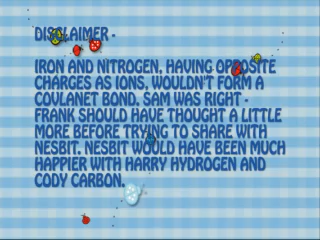 DISCLAIMER -
IRON AND NITROGEN, HAVING OPPOSITE
CHARGES AS IONS, WOULDN'T FORM A
COVLANET BOND. SAM WAS RIGHT -
FRANK SHOULD HAVE THOUGHT A LITTLE
MORE BEFORE TRYING TO SHARE WITH
NESBIT. NESBIT WOULD HAVE BEEN MUCH
HAPPIER WITH HARRY HYDROGEN AND
CODY CARBON.